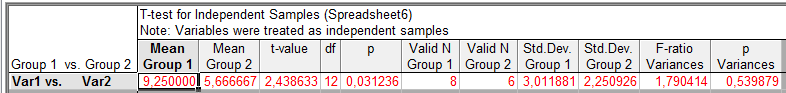 T-test for Independent Samples (Spreadsheet6)
Note: Variables were treated as independent samples
Mean Mean t-value df p Valid N Valid N Std.Dev. Std.Dev. F-ratio p
Group 1 vs. Group 2 Group 1 Group 2 Group 1 Group 2 Group 1 Group 2 Variances Variances
Var1 vs. Var2 9,250000 5,666667 2,438633 12 0,031236 8 6 3,011881 2,250926 1,790414 0,539879